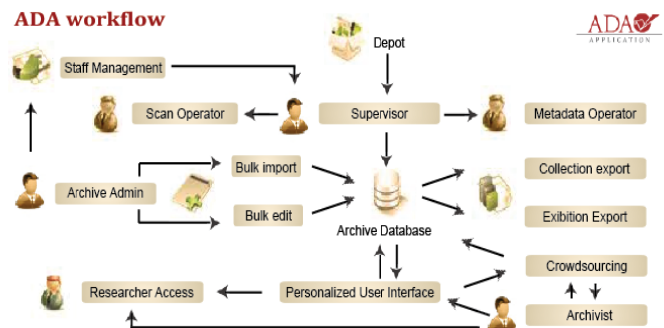 ADA workflow
ADA
APPLICATION
Depot
Staff Management
Scan Operator
Supervisor
Metadata Operator
Bulk import
Collection export
Archive Admin
Bulk edit
Exibition Export
Archive Database
Crowdsourcing
Researcher Access
Personalized User Interface
Archivist